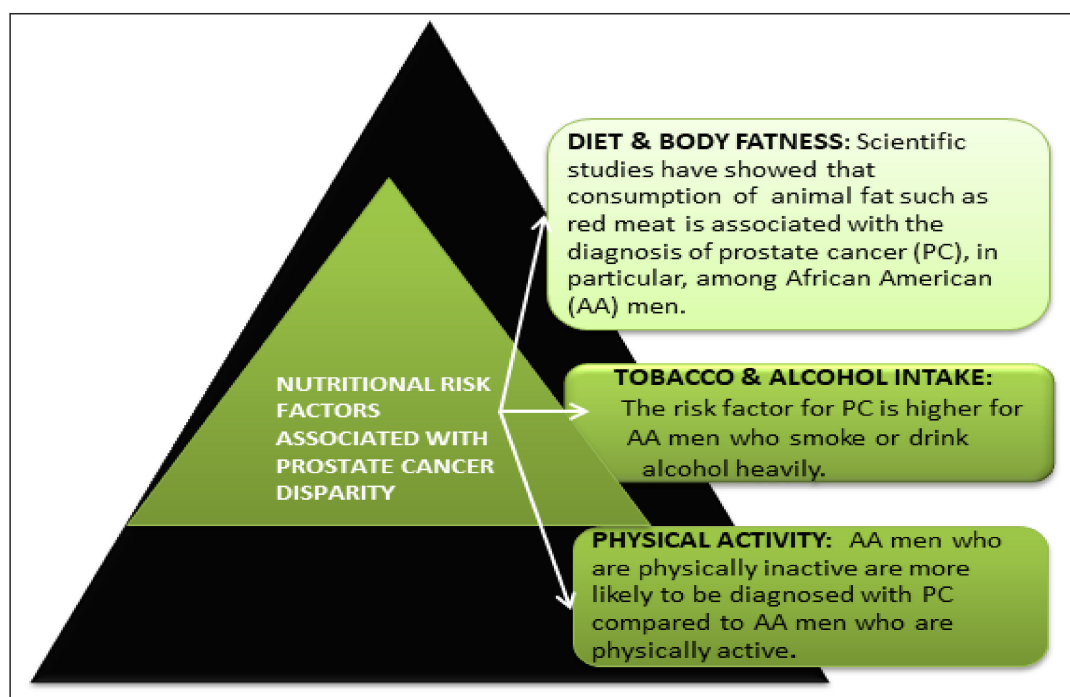 DIET & BODY FATNESS: Scientific
studies have showed that
consumption of animal fat such as
red meat is associated with the
diagnosis of prostate cancer (PC), in
particular, among African American
(AA) men.
NUTRITIONAL RISK
FACTORS
ASSOCIATED WITH
PROSTATE CANCER
DISPARITY
TOBACCO & ALCOHOL INTAKE:
The risk factor for PC is higher for
AA men who smoke or drink
alcohol heavily.
PHYSICAL ACTIVITY: AA men who
are physically inactive are more
likely to be diagnosed with PC
compared to AA men who are
physically active.